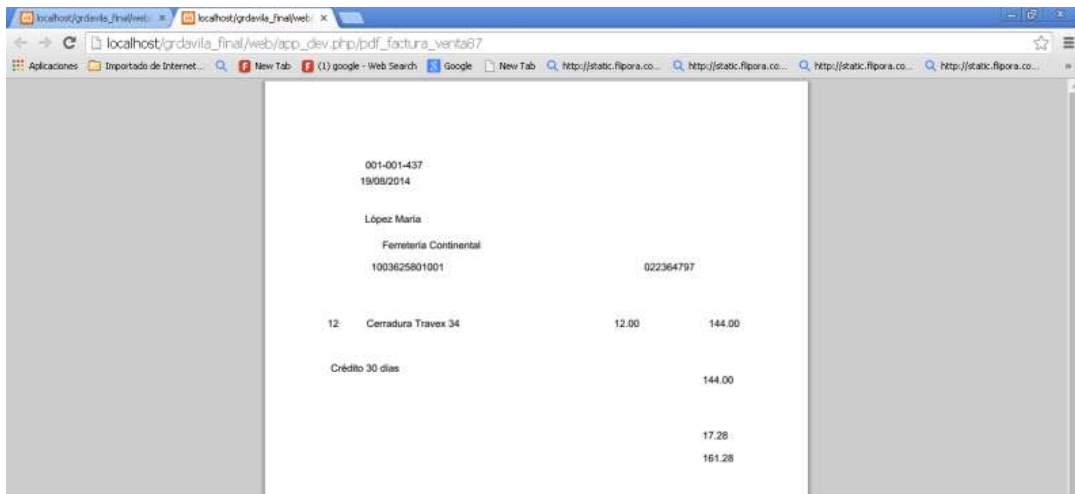 localhost/grdavila_final/web/ localhost/grdavila_final/web/
localhost/grdavila_final/web/app_dev.php/pdf_factura_venta87
Aplicaciones Importado de Internet... New Tab (1) google - Web Search Google New Tab http://static.flipora.co... http://static.flipora.co... http://static.flipora.co... http://static.flipora.co...
001-001-437
19/08/2014
López María
Ferretería Continental
1003625801001 022364797
12 Cerradura Travex 34 12.00 144.00
Crédito 30 días
144.00
17.28
161.28